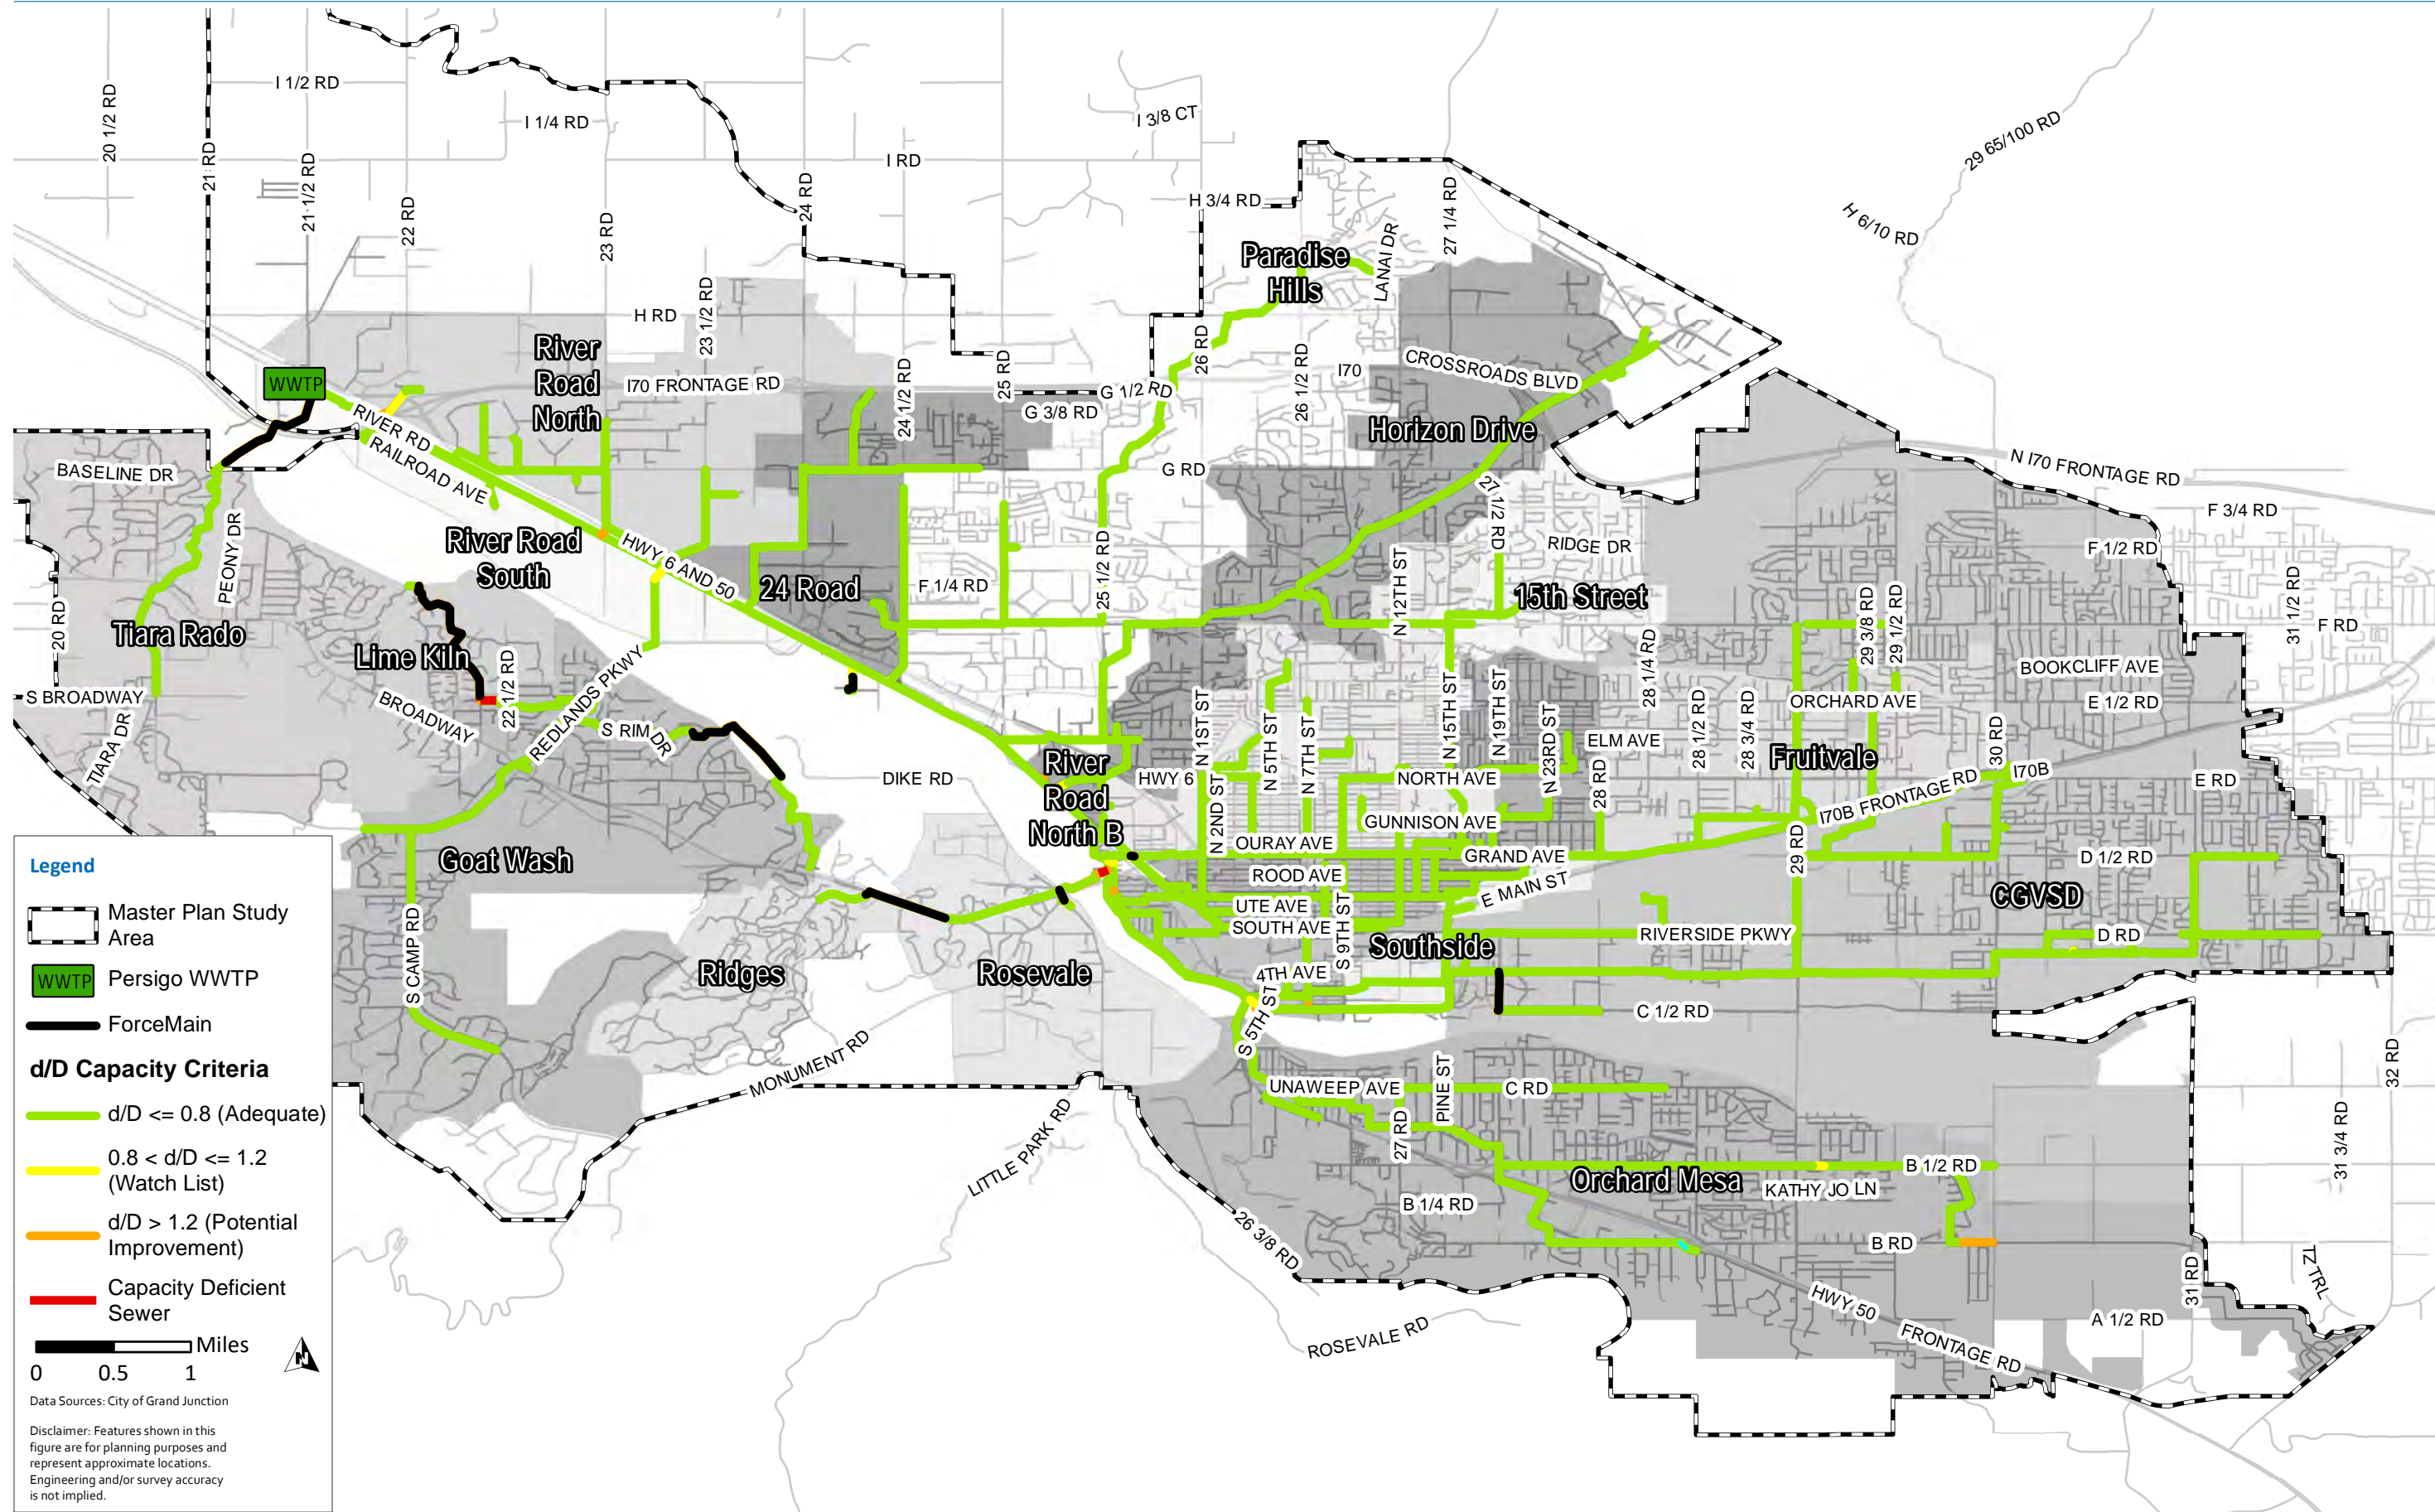 I 1/2 RD
20 1/2 RD
I 1/4 RD
I 3/8 CT
29 65/100 RD
21 RD
21 1/2 RD
22 RD
I RD
23 RD
24 RD
H 3/4 RD
27 1/4 RD
H 6/10 RD
LANAI DR
Paradise
Hills
H RD
23 1/2 RD
26 RD
River
Road
North
WWTP
I70 FRONTAGE RD
24 1/2 RD
25 RD
G 1/2 RD
G 3/8 RD
26 1/2 RD
I70
CROSSROADS BLVD
RIVER RD
RAILROAD AVE
Horizon Drive
BASELINE DR
G RD
N I70 FRONTAGE RD
27 1/2 RD
F 3/4 RD
PEONY DR
River Road
South
HWY 6 AND 50
25 1/2 RD
RIDGE DR
F 1/2 RD
24 Road
F 1/4 RD
N 12TH ST
15th Street
20 RD
Tiara Rado
29 3/8 RD
29 1/2 RD
31 1/2 RD
F RD
Lime Kiln
28 1/4 RD
BOOKCLIFF AVE
S BROADWAY
22 1/2 RD
REDLANDS PKWY
BROADWAY
N 1ST ST
N 5TH ST
N 7TH ST
N 15TH ST
N 19TH ST
N 23RD ST
28 1/2 RD
28 3/4 RD
ORCHARD AVE
E 1/2 RD
TIARA DR
S RIM DR
ELM AVE
30 RD
River
Road
North B
DIKE RD
HWY 6
NORTH AVE
28 RD
Fruitvale
I70B FRONTAGE RD
I70B
E RD
N 2ND ST
GUNNISON AVE
OURAY AVE
GRAND AVE
29 RD
D 1/2 RD
Goat Wash
ROOD AVE
E MAIN ST
CGVSD
UTE AVE
SOUTH AVE
S 9TH ST
RIVERSIDE PKWY
D RD
S CAMP RD
Southside
Ridges
Rosevale
4TH AVE
S 5TH ST
C 1/2 RD
MONUMENT RD
UNAWEEP AVE
PINE ST
C RD
32 RD
LITTLE PARK RD
27 RD
31 3/4 RD
Orchard Mesa
B 1/2 RD
KATHY JO LN
B 1/4 RD
26 3/8 RD
B RD
31 RD
TZ TRL
HWY 50
FRONTAGE RD
A 1/2 RD
ROSEVALE RD
Legend
Master Plan Study
Area
WWTP
Persigo WWTP
ForceMain
d/D Capacity Criteria
d/D <= 0.8 (Adequate)
0.8 < d/D <= 1.2
(Watch List)
d/D > 1.2 (Potential
Improvement)
Capacity Deficient
Sewer
Miles
0 0.5 1
N
Data Sources: City of Grand Junction
Disclaimer: Features shown in this
figure are for planning purposes and
represent approximate locations.
Engineering and/or survey accuracy
is not implied.